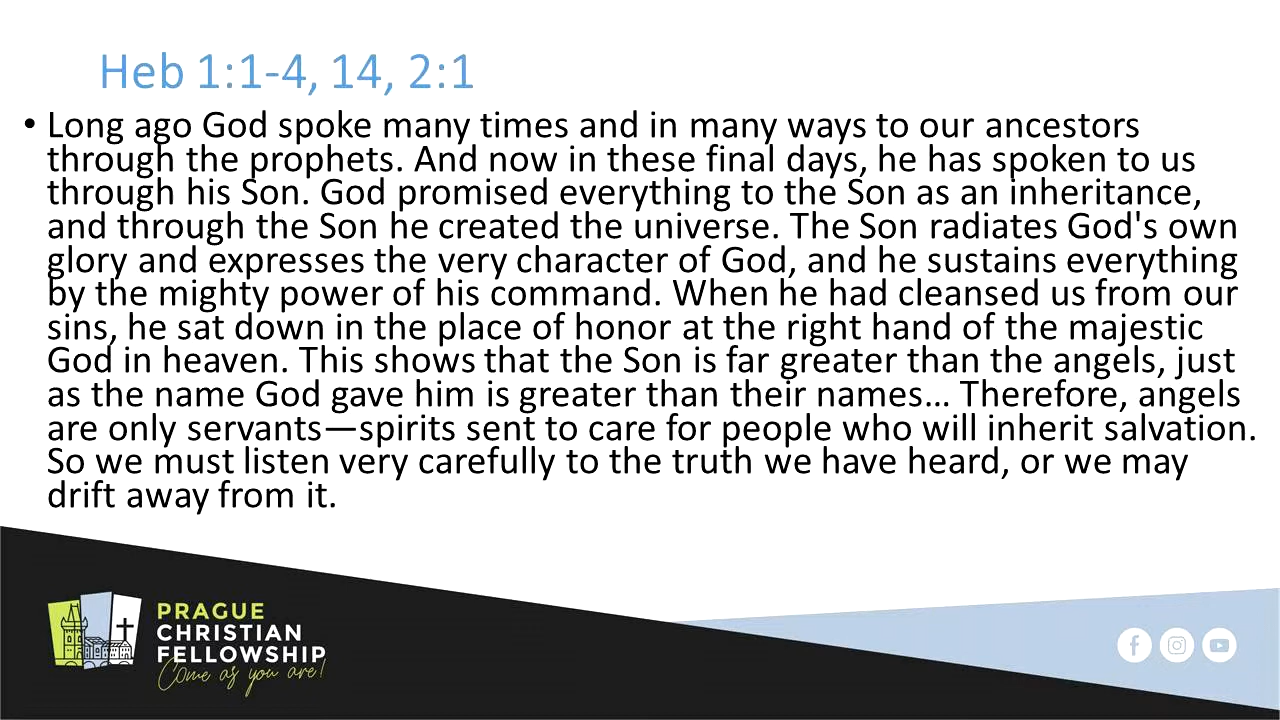 Heb 1:1-4, 14, 2:1
• Long ago God spoke many times and in many ways to our ancestors
through the prophets. And now in these final days, he has spoken to us
through his Son. God promised everything to the Son as an inheritance,
and through the Son he created the universe. The Son radiates God's own
glory and expresses the very character of God, and he sustains everything
by the mighty power of his command. When he had cleansed us from our
sins, he sat down in the place of honor at the right hand of the majestic
God in heaven. This shows that the Son is far greater than the angels, just
as the name God gave him is greater than their names… Therefore, angels
are only servants—spirits sent to care for people who will inherit salvation.
So we must listen very carefully to the truth we have heard, or we may
drift away from it.
PRAGUE
CHRISTIAN
FELLOWSHIP
Come as you are!